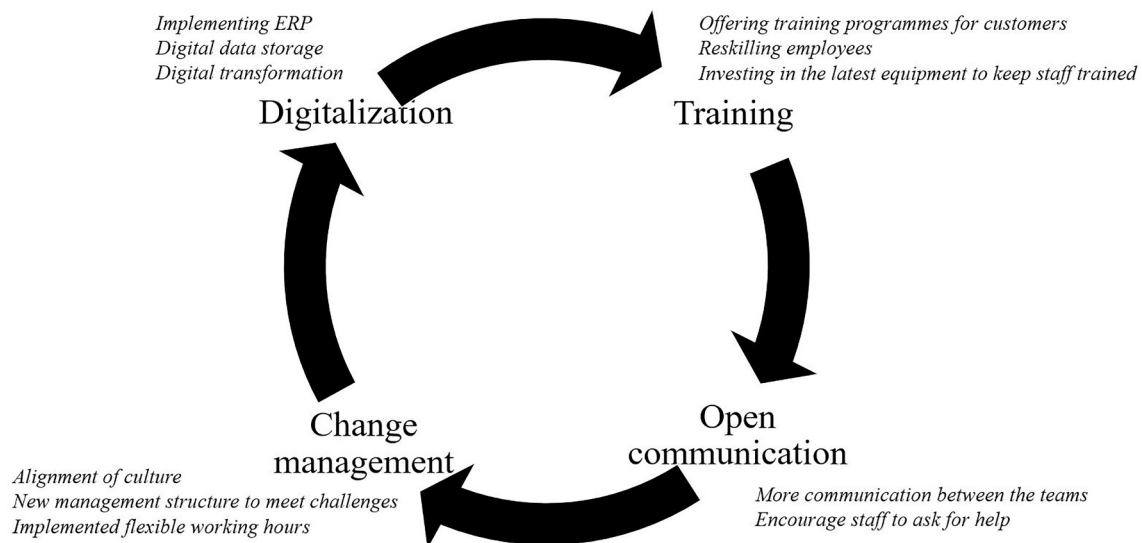 Implementing ERP
Digital data storage
Digital transformation
Digitalization
Offering training programmes for customers
Reskilling employees
Investing in the latest equipment to keep staff trained
Training
Open
communication
More communication between the teams
Encourage staff to ask for help
Change
management
Alignment of culture
New management structure to meet challenges
Implemented flexible working hours